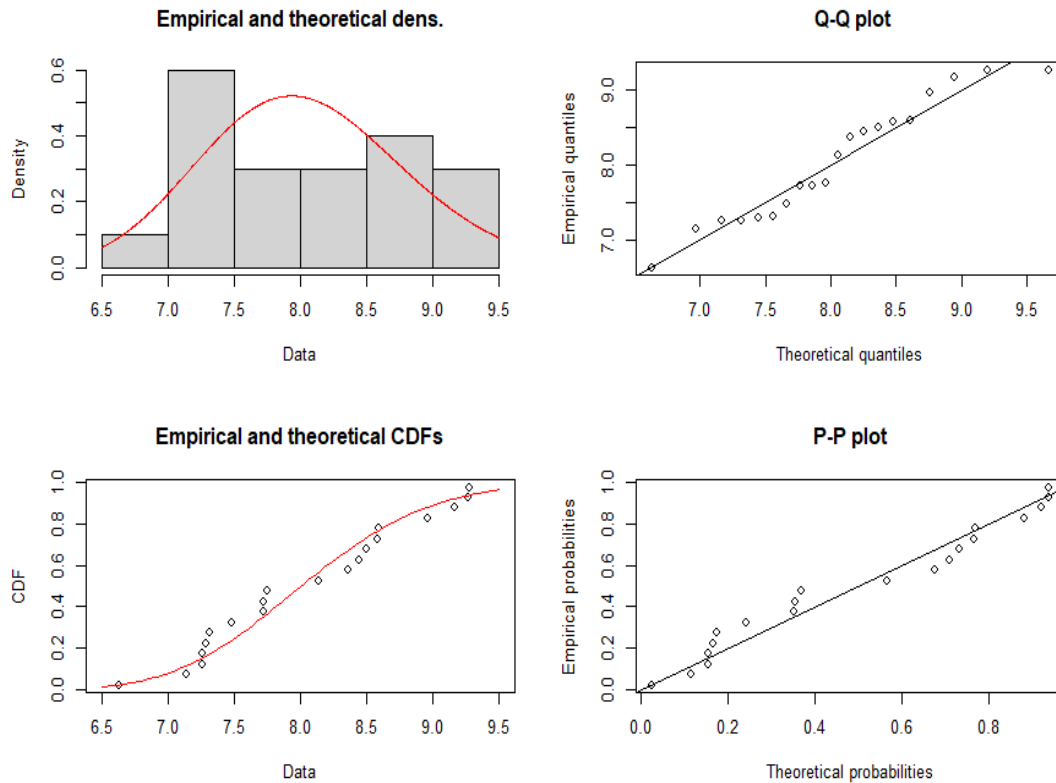 Empirical and theoretical dens.
Density
0.0 0.2 0.4 0.6
6.5 7.0 7.5 8.0 8.5 9.0 9.5
Data
Q-Q plot
Empirical quantiles
7.0 8.0 9.0
7.0 7.5 8.0 8.5 9.0 9.5
Theoretical quantiles
Empirical and theoretical CDFs
CDF
0.0 0.2 0.4 0.6 0.8 1.0
6.5 7.0 7.5 8.0 8.5 9.0 9.5
Data
P-P plot
Empirical probabilities
0.0 0.2 0.4 0.6 0.8 1.0
0.0 0.2 0.4 0.6 0.8
Theoretical probabilities